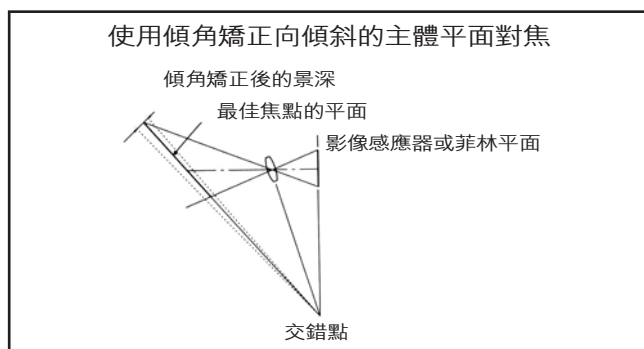 使用傾角矯正向傾斜的主體平面對焦
傾角矯正後的景深
最佳焦點的平面
影像感應器或菲林平面
交錯點